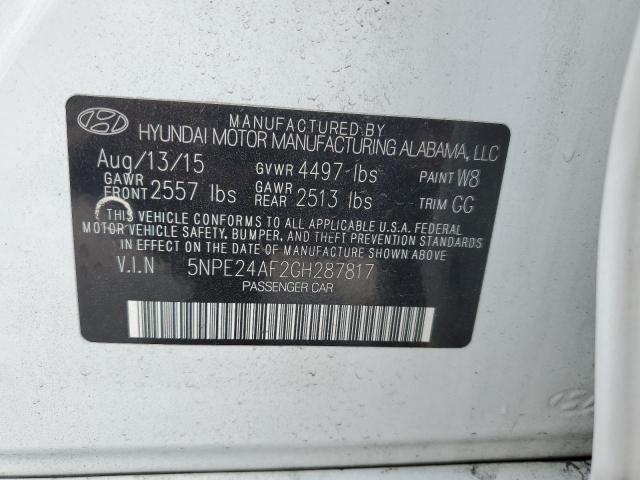 MANUFACTURED BY
HYUNDAI MOTOR MANUFACTURING ALABAMA, LLC
Aug/13/15 GVWR 4497 lbs PAINT W8
GAWR FRONT 2557 lbs GAWR REAR 2513 lbs TRIM GG
THIS VEHICLE CONFORMS TO ALL APPLICABLE U.S.A. FEDERAL
MOTOR VEHICLE SAFETY, BUMPER, AND THEFT PREVENTION STANDARDS
IN EFFECT ON THE DATE OF MANUFACTURE SHOWN ABOVE.
V.I.N 5NPE24AF2GH287817
PASSENGER CAR